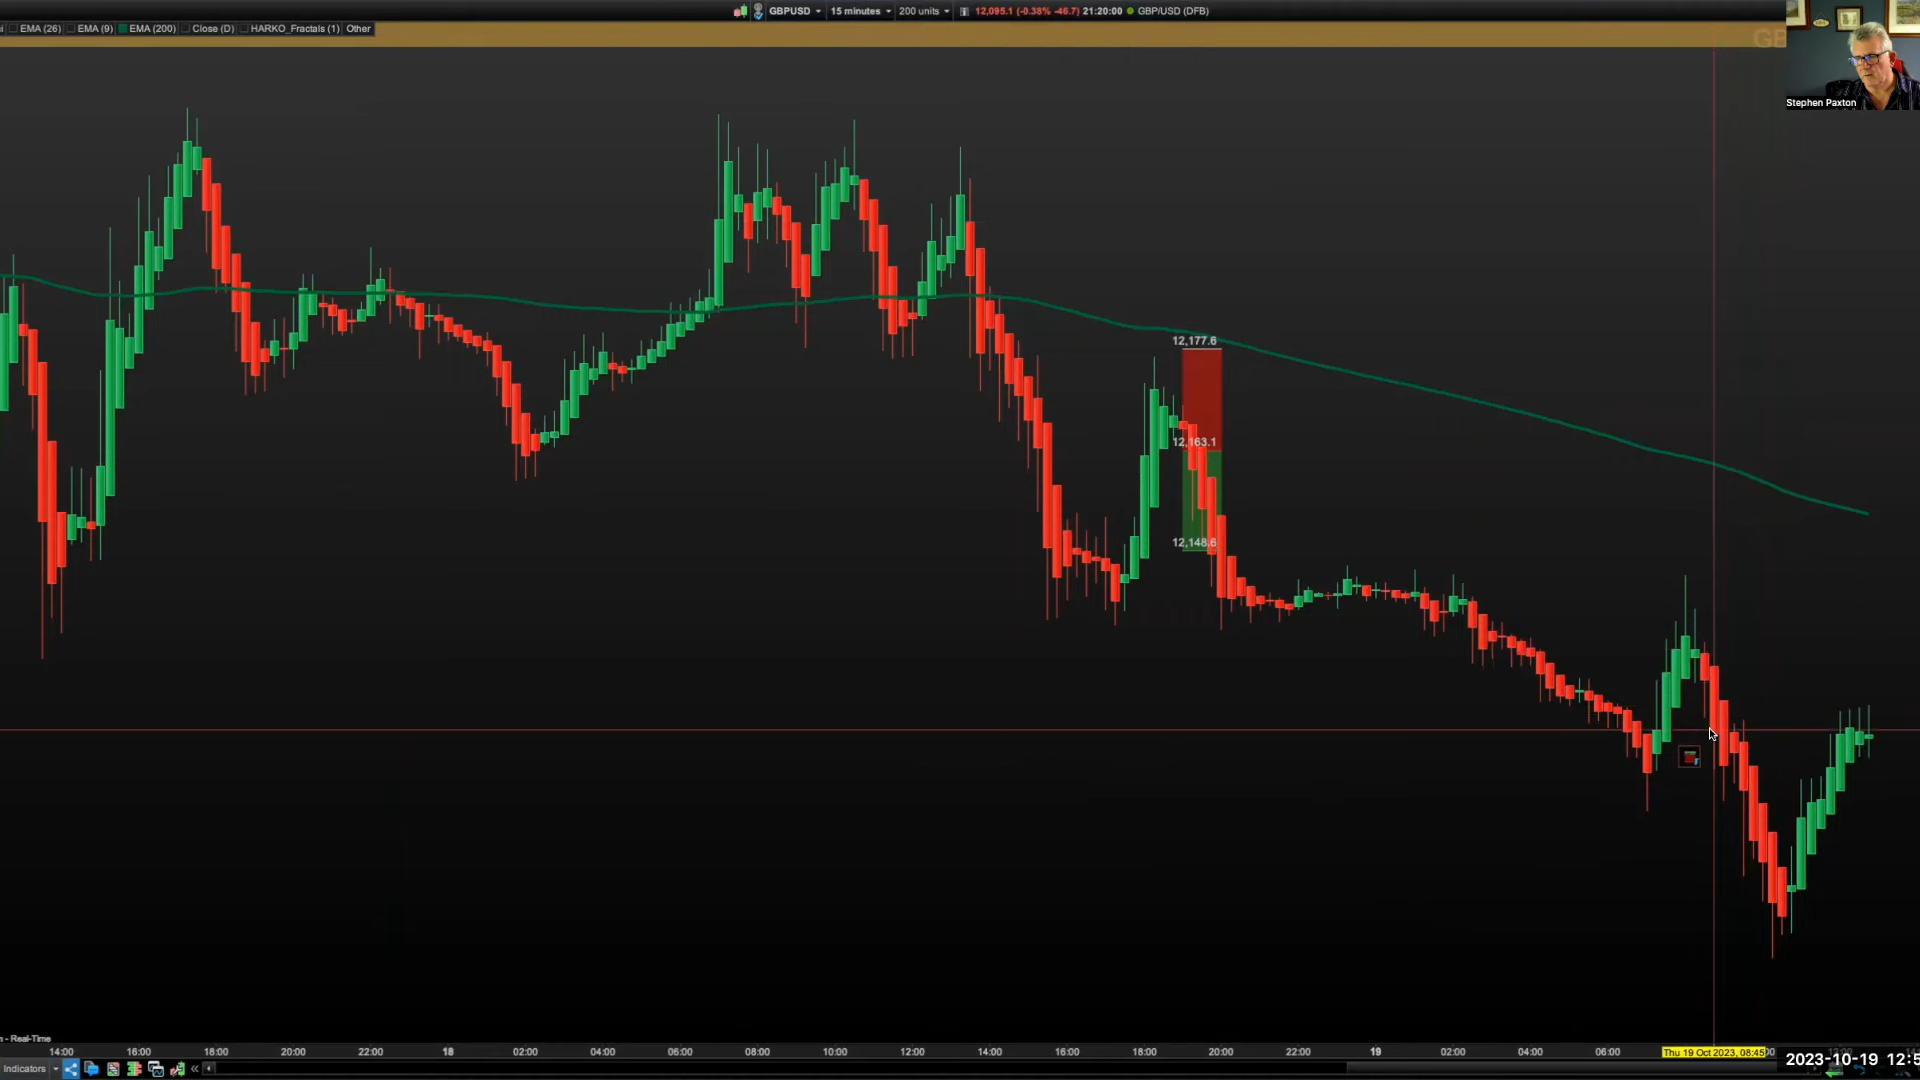 GBPUSD 15 minutes 200 units 12,095.1 (-0.38% -46.7) 21:20:00 GBP/USD (DFB)
EMA (26) EMA (9) EMA (200) Close (D) HARKO_Fractals (1) Other
GB
Stephen Paxton
12,177.6
12,163.1
12,148.6
- Real-Time
14:00 16:00 18:00 20:00 22:00 18 02:00 04:00 06:00 08:00 10:00 12:00 14:00 16:00 18:00 20:00 22:00 19 02:00 04:00 06:00 Thu 19 Oct 2023, 08:45
Indicators 2023-10-19 12:5